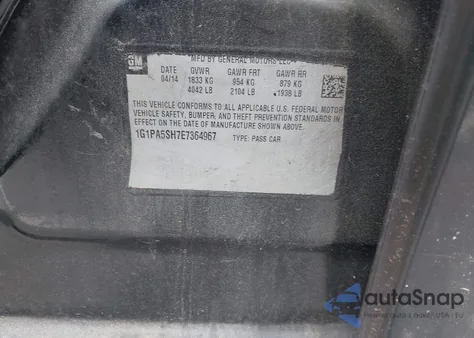 GM
MFD BY GENERAL MOTORS LLC
DATE GVWR GAWR FRT GAWR RR
04/14 1833 KG 954 KG 879 KG
4042 LB 2104 LB 1938 LB
THIS VEHICLE CONFORMS TO ALL APPLICABLE U.S. FEDERAL MOTOR
VEHICLE SAFETY, BUMPER, AND THEFT PREVENTION STANDARDS IN
EFFECT ON THE DATE OF MANUFACTURE SHOWN ABOVE.
1G1PA5SH7E7364967 TYPE: PASS CAR
autaSnap